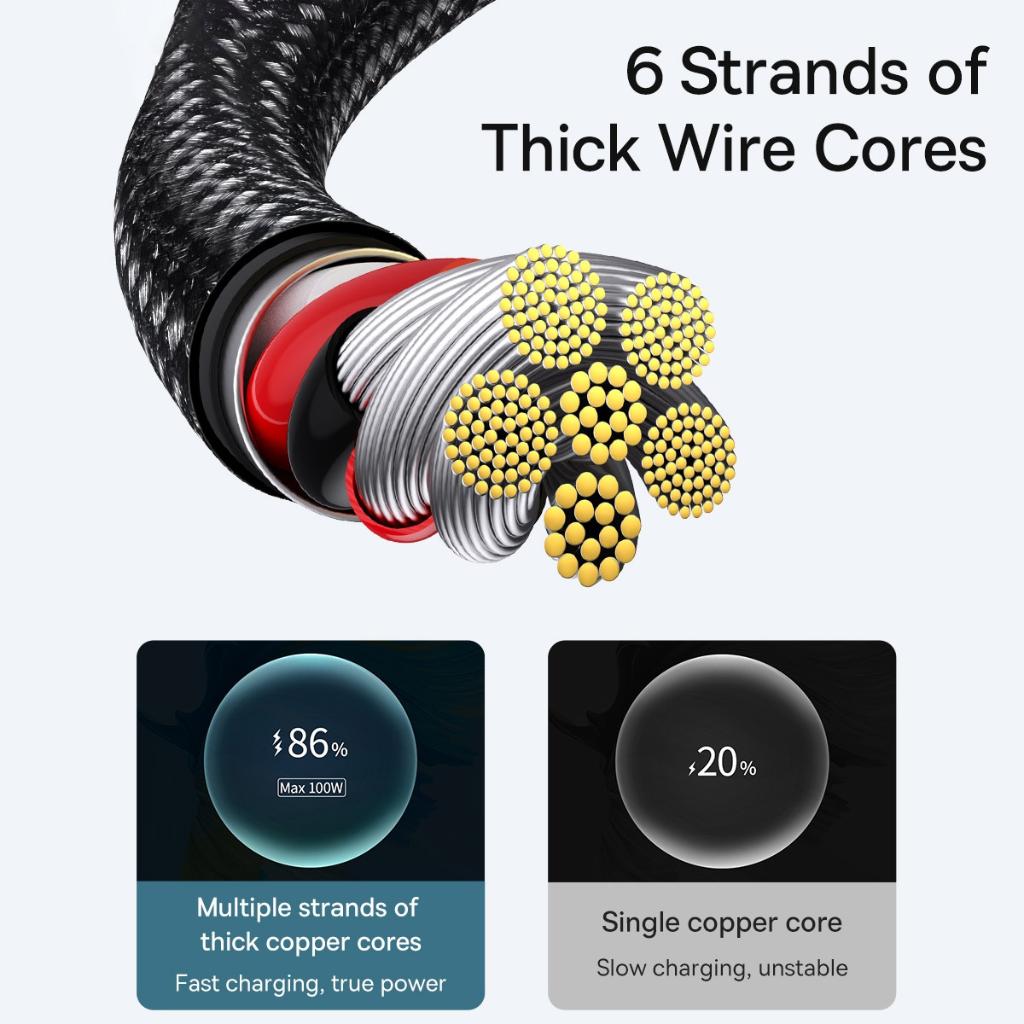 6 Strands of
Thick Wire Cores
86%
Max 100W
Multiple strands of
thick copper cores
Fast charging, true power
20%
Single copper core
Slow charging, unstable